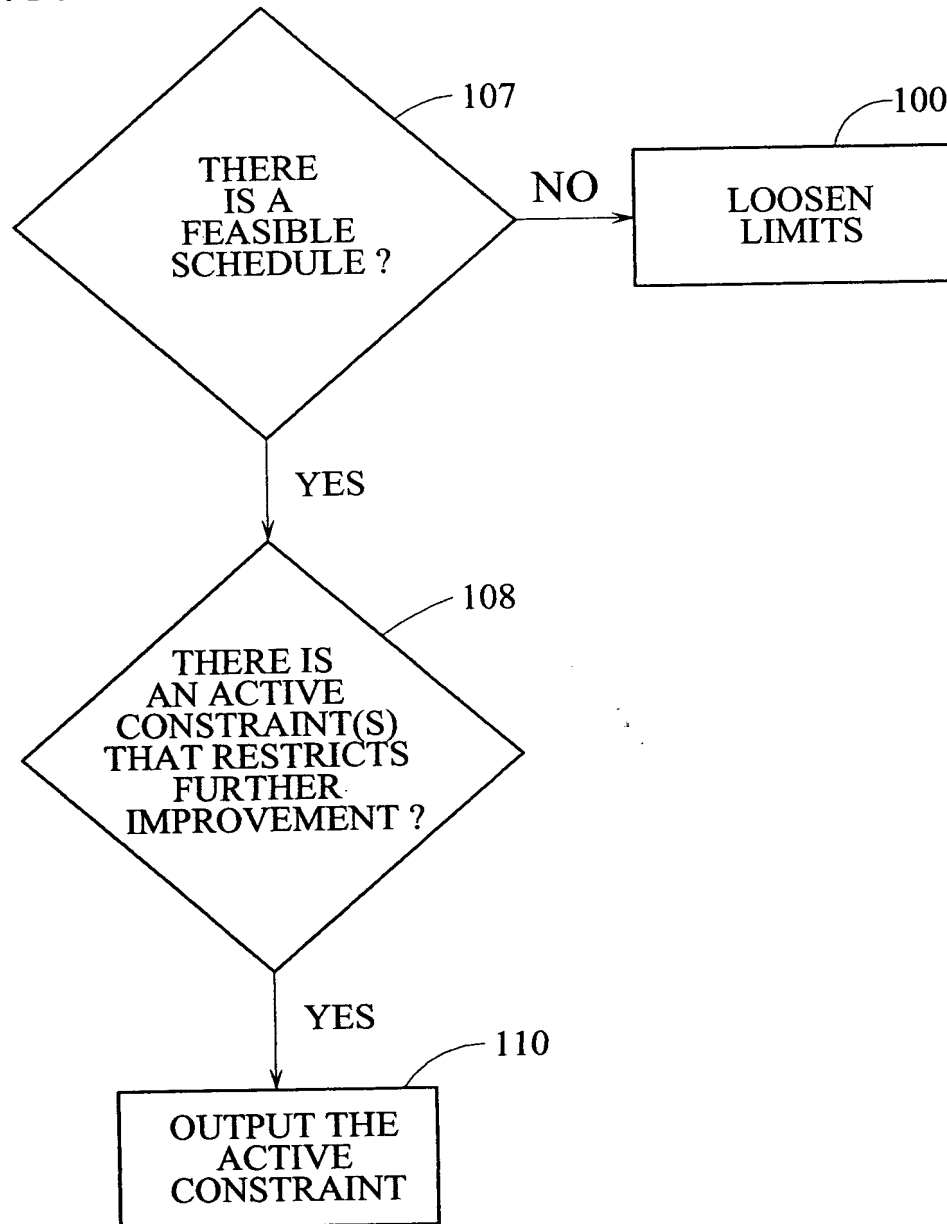 107
THERE
IS A
FEASIBLE
SCHEDULE ?
NO
100
LOOSEN
LIMITS
YES
108
THERE IS
AN ACTIVE
CONSTRAINT(S)
THAT RESTRICTS
FURTHER
IMPROVEMENT ?
YES
110
OUTPUT THE
ACTIVE
CONSTRAINT